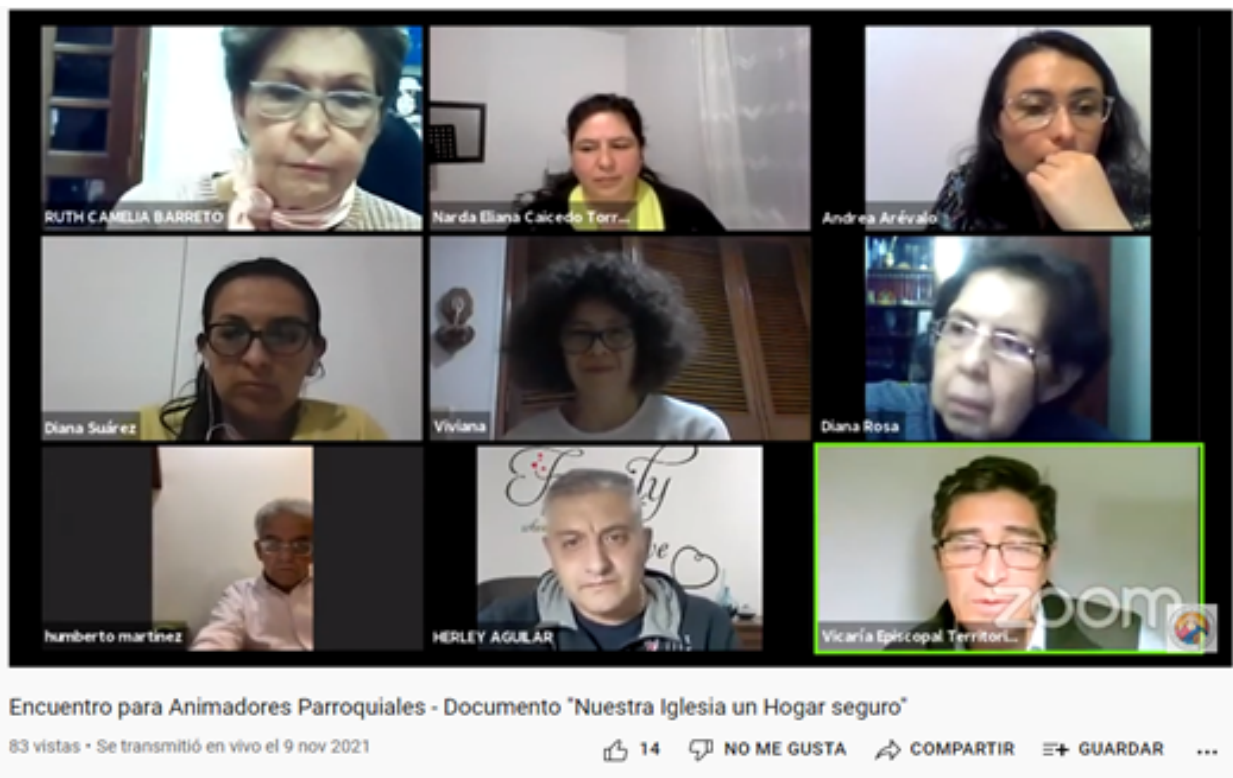 RUTH CAMELIA BARRETO
Narda Eliana Caicedo Torr...
Andrea Arévalo
Diana Suárez
Viviana
Diana Rosa
Family
humberto martínez
HERLEY AGUILAR
zoom
Vicaría Episcopal Territori...
Encuentro para Animadores Parroquiales - Documento "Nuestra Iglesia un Hogar seguro"
83 vistas • Se transmitió en vivo el 9 nov 2021
14 NO ME GUSTA COMPARTIR GUARDAR ...